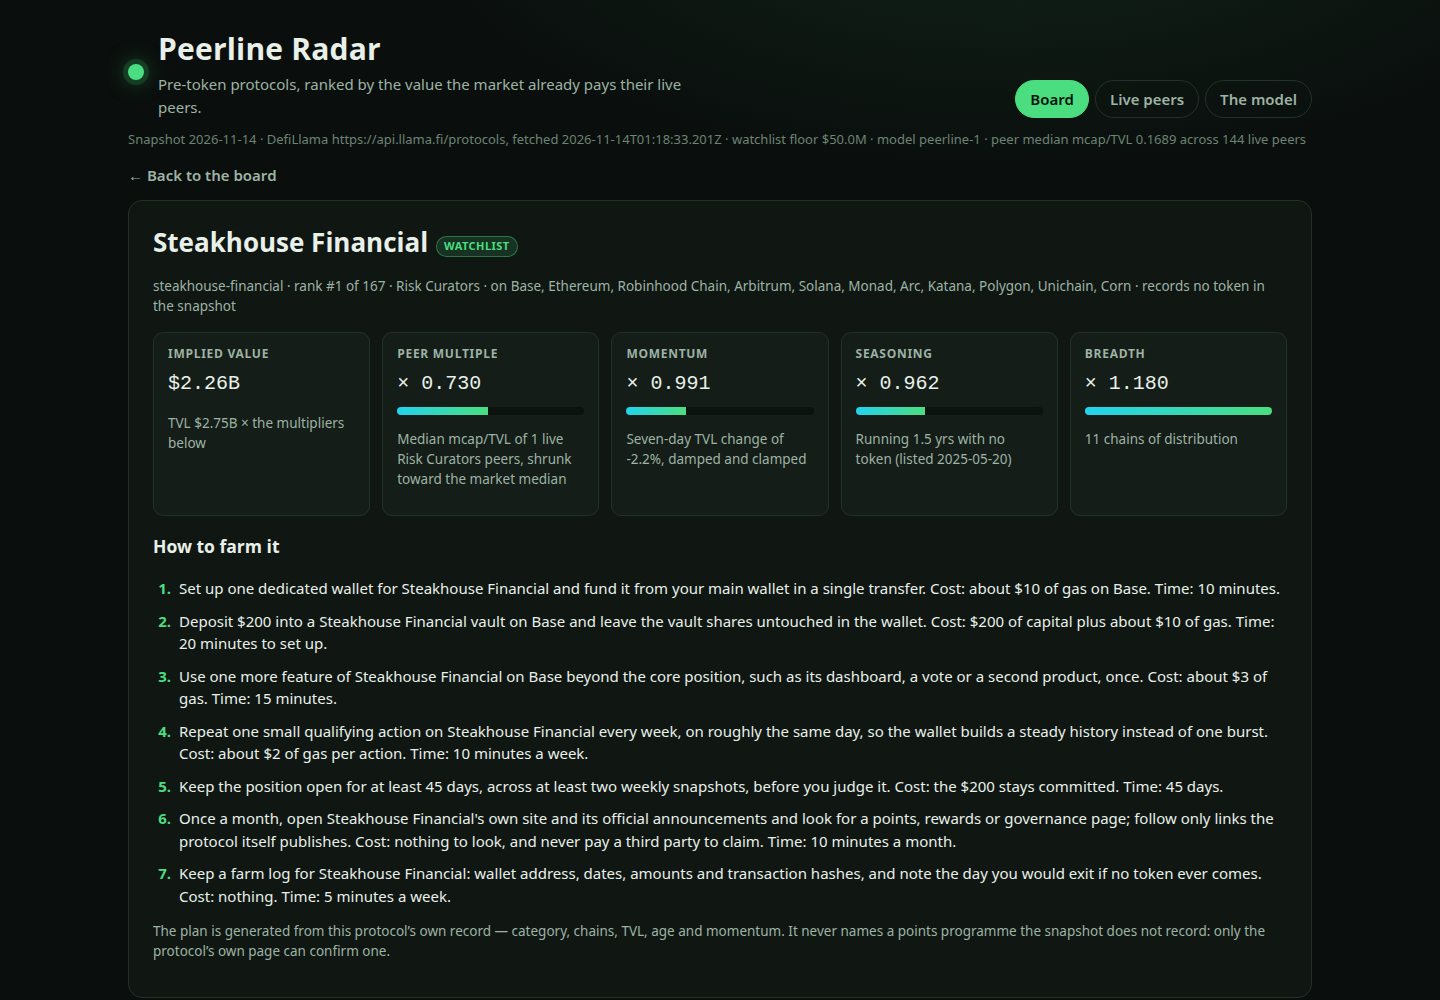 Peerline Radar
Pre-token protocols, ranked by the value the market already pays their live
peers.
Board
Live peers
The model
Snapshot 2026-11-14 · DefiLlama https://api.llama.fi/protocols, fetched 2026-11-14T01:18:33.201Z · watchlist floor $50.0M · model peerline-1 · peer median mcap/TVL 0.1689 across 144 live peers
← Back to the board
Steakhouse Financial WATCHLIST
steakhouse-financial · rank #1 of 167 · Risk Curators · on Base, Ethereum, Robinhood Chain, Arbitrum, Solana, Monad, Arc, Katana, Polygon, Unichain, Corn · records no token in
the snapshot
IMPLIED VALUE
$2.26B
TVL $2.75B × the multipliers
below
PEER MULTIPLE
× 0.730
Median mcap/TVL of 1 live
Risk Curators peers, shrunk
toward the market median
MOMENTUM
× 0.991
Seven-day TVL change of
-2.2%, damped and clamped
SEASONING
× 0.962
Running 1.5 yrs with no
token (listed 2025-05-20)
BREADTH
× 1.180
11 chains of distribution
How to farm it
1. Set up one dedicated wallet for Steakhouse Financial and fund it from your main wallet in a single transfer. Cost: about $10 of gas on Base. Time: 10 minutes.
2. Deposit $200 into a Steakhouse Financial vault on Base and leave the vault shares untouched in the wallet. Cost: $200 of capital plus about $10 of gas. Time:
20 minutes to set up.
3. Use one more feature of Steakhouse Financial on Base beyond the core position, such as its dashboard, a vote or a second product, once. Cost: about $3 of
gas. Time: 15 minutes.
4. Repeat one small qualifying action on Steakhouse Financial every week, on roughly the same day, so the wallet builds a steady history instead of one burst.
Cost: about $2 of gas per action. Time: 10 minutes a week.
5. Keep the position open for at least 45 days, across at least two weekly snapshots, before you judge it. Cost: the $200 stays committed. Time: 45 days.
6. Once a month, open Steakhouse Financial's own site and its official announcements and look for a points, rewards or governance page; follow only links the
protocol itself publishes. Cost: nothing to look, and never pay a third party to claim. Time: 10 minutes a month.
7. Keep a farm log for Steakhouse Financial: wallet address, dates, amounts and transaction hashes, and note the day you would exit if no token ever comes.
Cost: nothing. Time: 5 minutes a week.
The plan is generated from this protocol's own record — category, chains, TVL, age and momentum. It never names a points programme the snapshot does not record: only the
protocol's own page can confirm one.